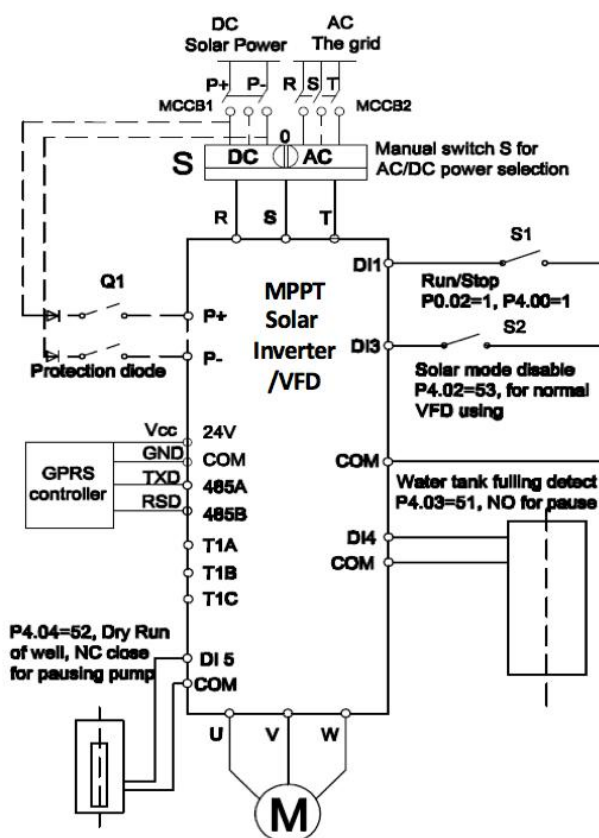 DC
Solar Power
AC
The grid
P+
P-
R
S
T
MCCB1
MCCB2
0
S
DC
AC
Manual switch S for
AC/DC power selection
R
S
T
Q1
P+
P-
Protection diode
MPPT
Solar
Inverter
/VFD
DI1
S1
Run/Stop
P0.02=1, P4.00=1
DI3
S2
Solar mode disable
P4.02=53, for normal
VFD using
COM
Vcc
GND
TXD
RSD
GPRS
controller
24V
COM
485A
485B
Water tank fulling detect
P4.03=51, NO for pause
DI4
COM
T1A
T1B
T1C
P4.04=52, Dry Run
of well, NC close
for pausing pump
DI 5
COM
U
V
W
M